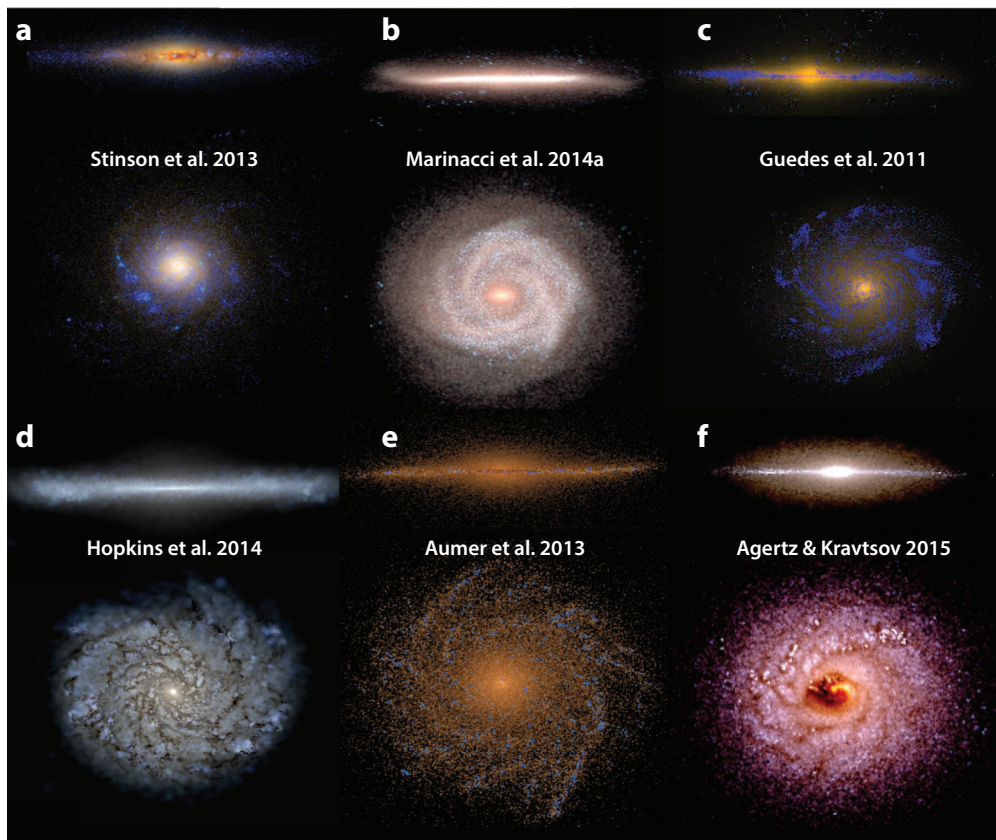 a
b
c
Stinson et al. 2013
Marinacci et al. 2014a
Guedes et al. 2011
d
e
f
Hopkins et al. 2014
Aumer et al. 2013
Agertz & Kravtsov 2015